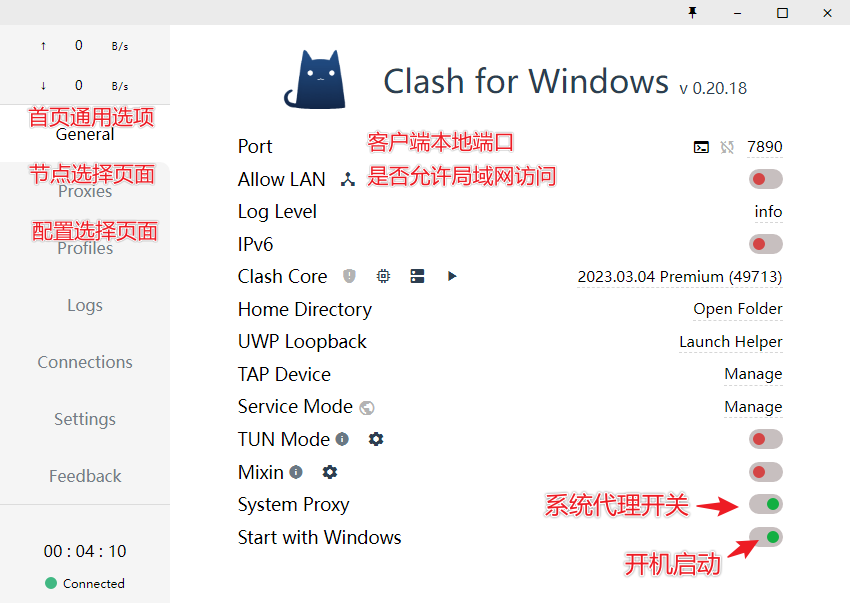 ↑ 0 B/s
↓ 0 B/s
首页通用选项
General
节点选择页面
Proxies
配置选择页面
Profiles
Logs
Connections
Settings
Feedback
00 : 04 : 10
Connected
Clash for Windows v 0.20.18
Port 客户端本地端口 7890
Allow LAN 是否允许局域网访问
Log Level info
IPv6
Clash Core 2023.03.04 Premium (49713)
Home Directory Open Folder
UWP Loopback Launch Helper
TAP Device Manage
Service Mode Manage
TUN Mode
Mixin
System Proxy 系统代理开关
Start with Windows
开机启动